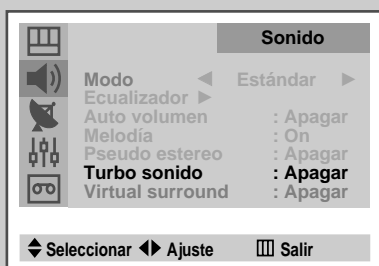 Sonido
Modo ◀ Estándar ▶
Ecualizador ▶
Auto volumen : Apagar
Melodía : On
Pseudo estereo : Apagar
Turbo sonido : Apagar
Virtual surround : Apagar
Seleccionar Ajuste Salir